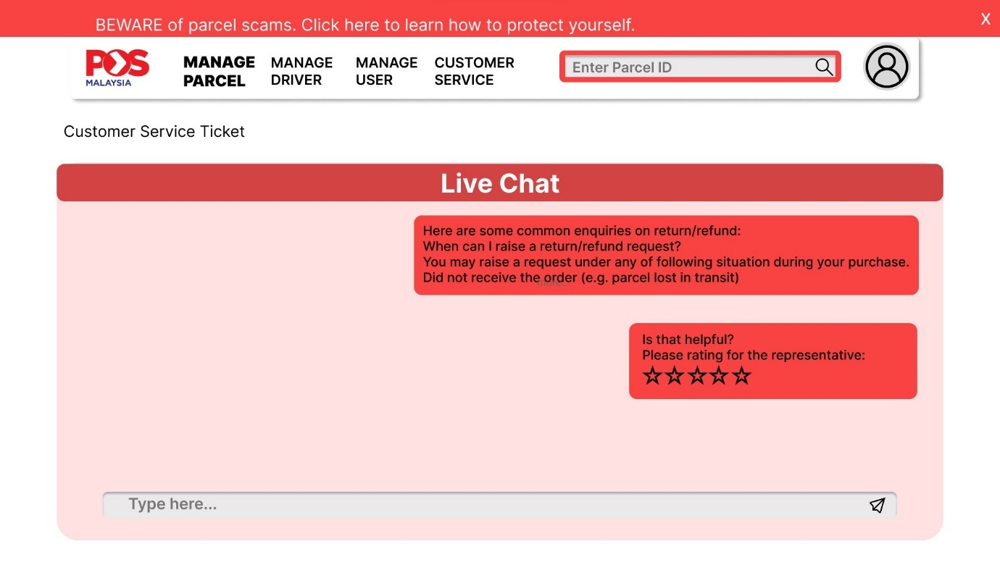 BEWARE of parcel scams. Click here to learn how to protect yourself.
X
POS
MALAYSIA
MANAGE
PARCEL
MANAGE
DRIVER
MANAGE
USER
CUSTOMER
SERVICE
Enter Parcel ID
Customer Service Ticket
Live Chat
Here are some common enquiries on return/refund:
When can I raise a return/refund request?
You may raise a request under any of following situation during your purchase.
Did not receive the order (e.g. parcel lost in transit)
more...
Is that helpful?
Please rating for the representative:
Type here...